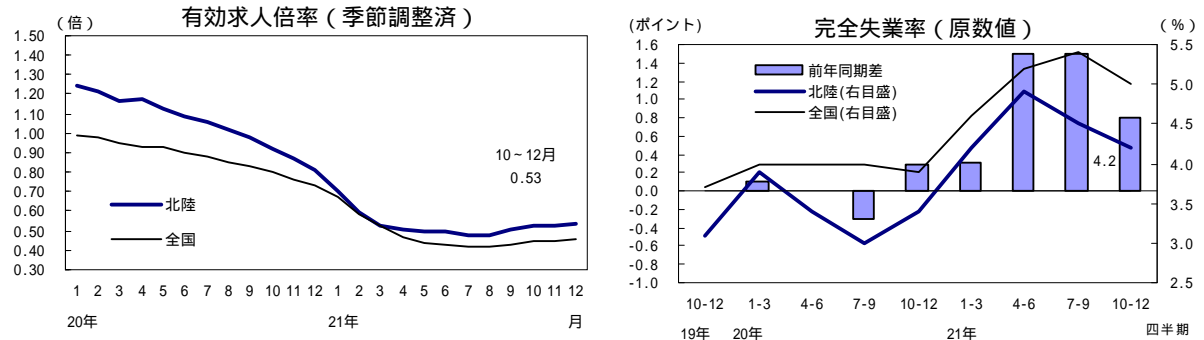 有効求人倍率（季節調整済）
（倍）
1.50
1.40
1.30
1.20
1.10
1.00
0.90
0.80
0.70
0.60
0.50
0.40
0.30
10～12月
0.53
北陸
全国
1 2 3 4 5 6 7 8 9 10 11 12 1 2 3 4 5 6 7 8 9 10 11 12
20年 21年 月
完全失業率（原数値）
(ポイント) (％)
1.6 5.5
1.4
1.2 5.0
1.0
0.8 4.5
0.6
0.4 4.0
0.2
0.0 3.5
-0.2
-0.4
-0.6 3.0
-0.8
-1.0 2.5
前年同期差
北陸(右目盛)
全国(右目盛)
4.2
10-12 1-3 4-6 7-9 10-12 1-3 4-6 7-9 10-12
19年 20年 21年 四半期